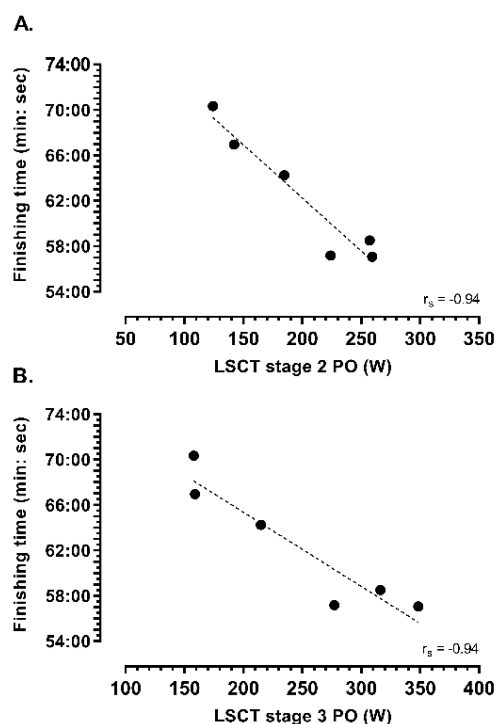 A.
74:00
70:00
66:00
62:00
58:00
54:00
Finishing time (min: sec)
rs = -0.94
50 100 150 200 250 300 350
LSCT stage 2 PO (W)
B.
74:00
70:00
66:00
62:00
58:00
54:00
Finishing time (min: sec)
rs = -0.94
100 150 200 250 300 350 400
LSCT stage 3 PO (W)